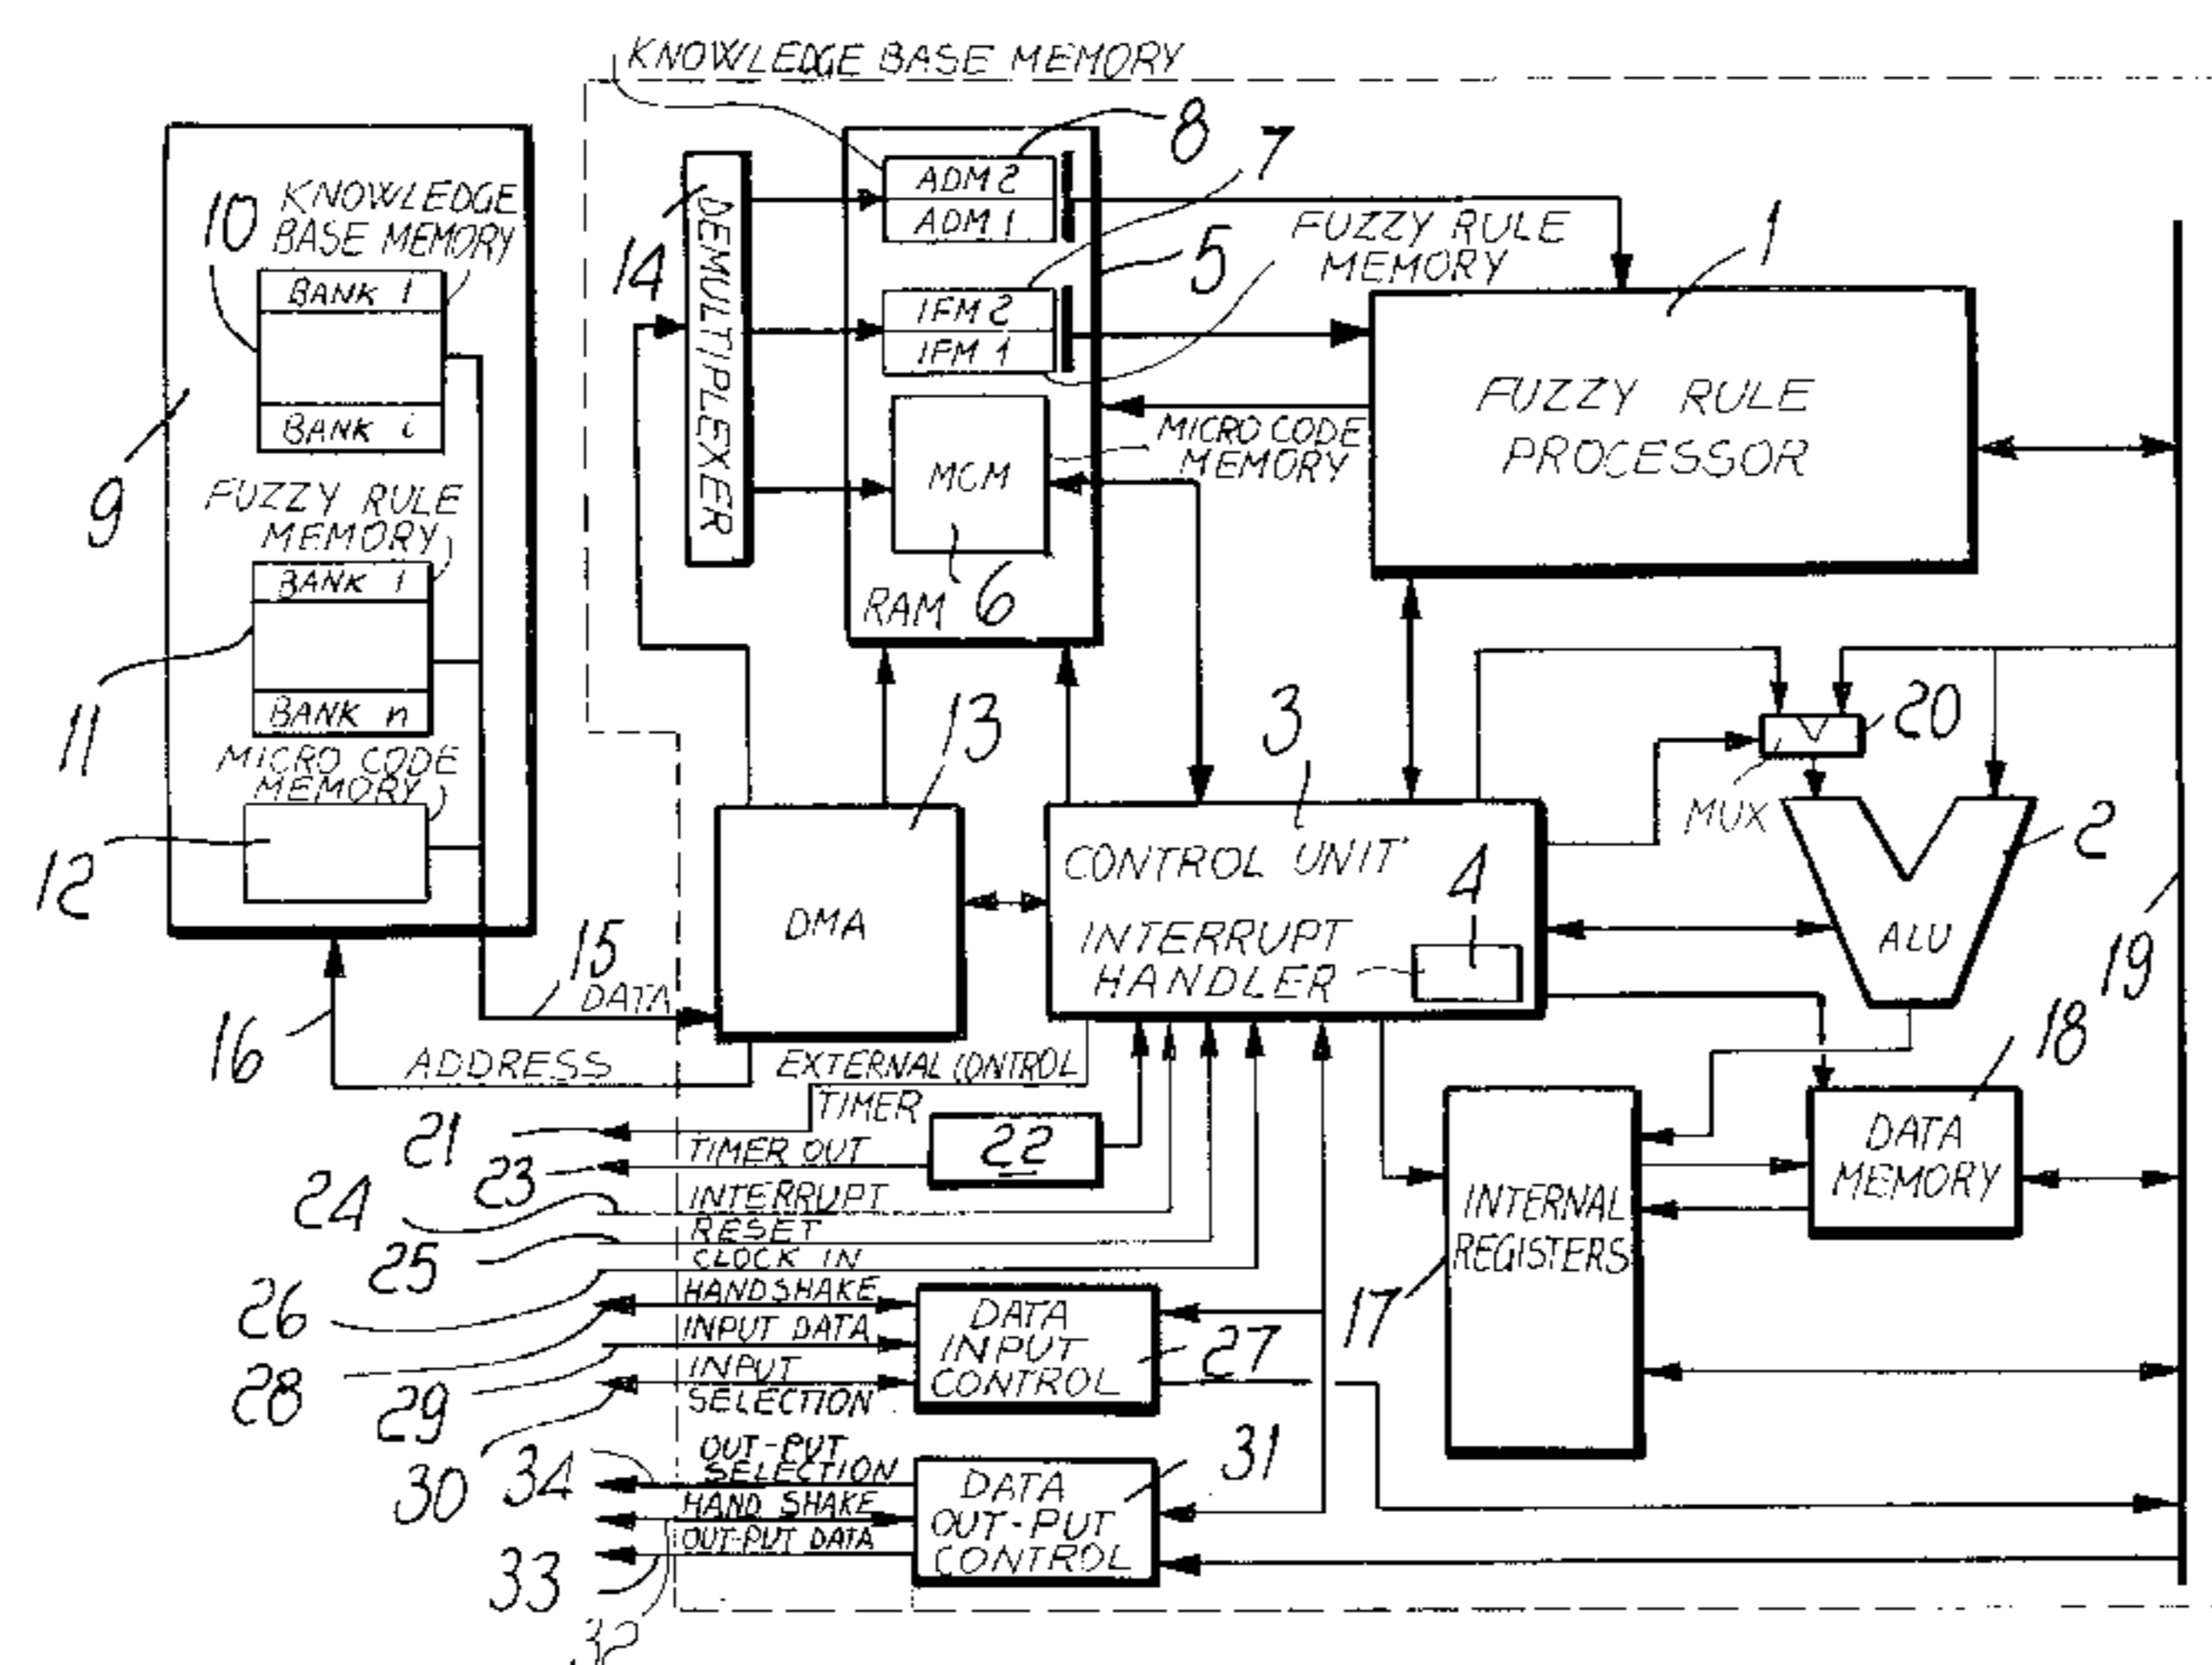 KNOWLEDGE BASE MEMORY
8
7
10
KNOWLEDGE
BASE MEMORY
BANK 1
BANK i
9
FUZZY RULE
MEMORY
BANK 1
BANK n
11
MICRO CODE
MEMORY
12
14
DEMULTIPLEXER
ADM 2
ADM 1
5
IFM 2
IFM 1
MCM
6
RAM
FUZZY RULE
MEMORY
MICRO CODE
MEMORY
1
FUZZY RULE
PROCESSOR
13
DMA
3
CONTROL UNIT
4
INTERRUPT
HANDLER
20
MUX
2
ALU
19
15
DATA
16
ADDRESS
EXTERNAL CONTROL
TIMER
21
TIMER OUT
22
23
INTERRUPT
24
RESET
25
CLOCK IN
26
HANDSHAKE
28
INPUT DATA
29
INPUT
SELECTION
30
DATA
INPUT
CONTROL
27
34
OUT-PUT
SELECTION
HAND SHAKE
OUT-PUT DATA
33
32
DATA
OUT-PUT
CONTROL
31
INTERNAL
REGISTERS
17
18
DATA
MEMORY